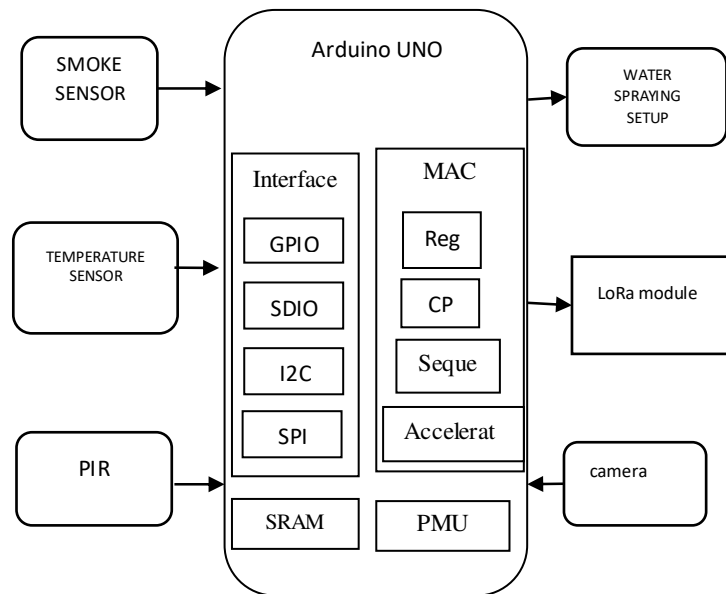 Arduino UNO
SMOKE
SENSOR
TEMPERATURE
SENSOR
PIR
Interface
GPIO
SDIO
I2C
SPI
SRAM
MAC
Reg
CP
Seque
Accelerat
PMU
WATER
SPRAYING
SETUP
LoRa module
camera